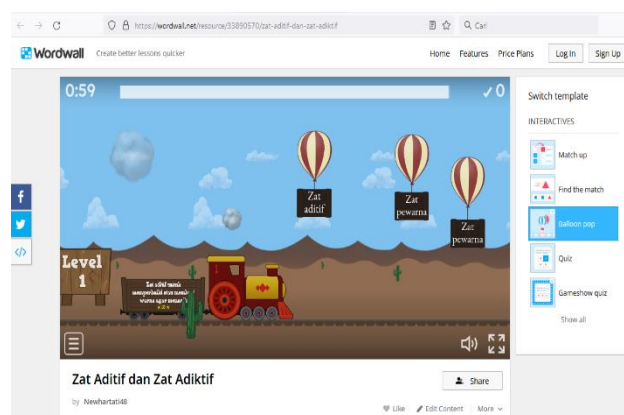 https://wordwall.net/resource/33890570/zat-aditif-dan-zat-adiktif
Cari
Wordwall
Create better lessons quicker
Home Features Price Plans
Log In
Sign Up
0:59
✓ 0
Switch template
INTERACTIVES
Match up
Find the match
Balloon pop
Quiz
Gameshow quiz
Show all
Zat
aditif
Zat
pewarna
Zat
pewarna
Level
1
Zat Aditif dan Zat Adiktif
Share
by Newhartati48
Like Edit Content More